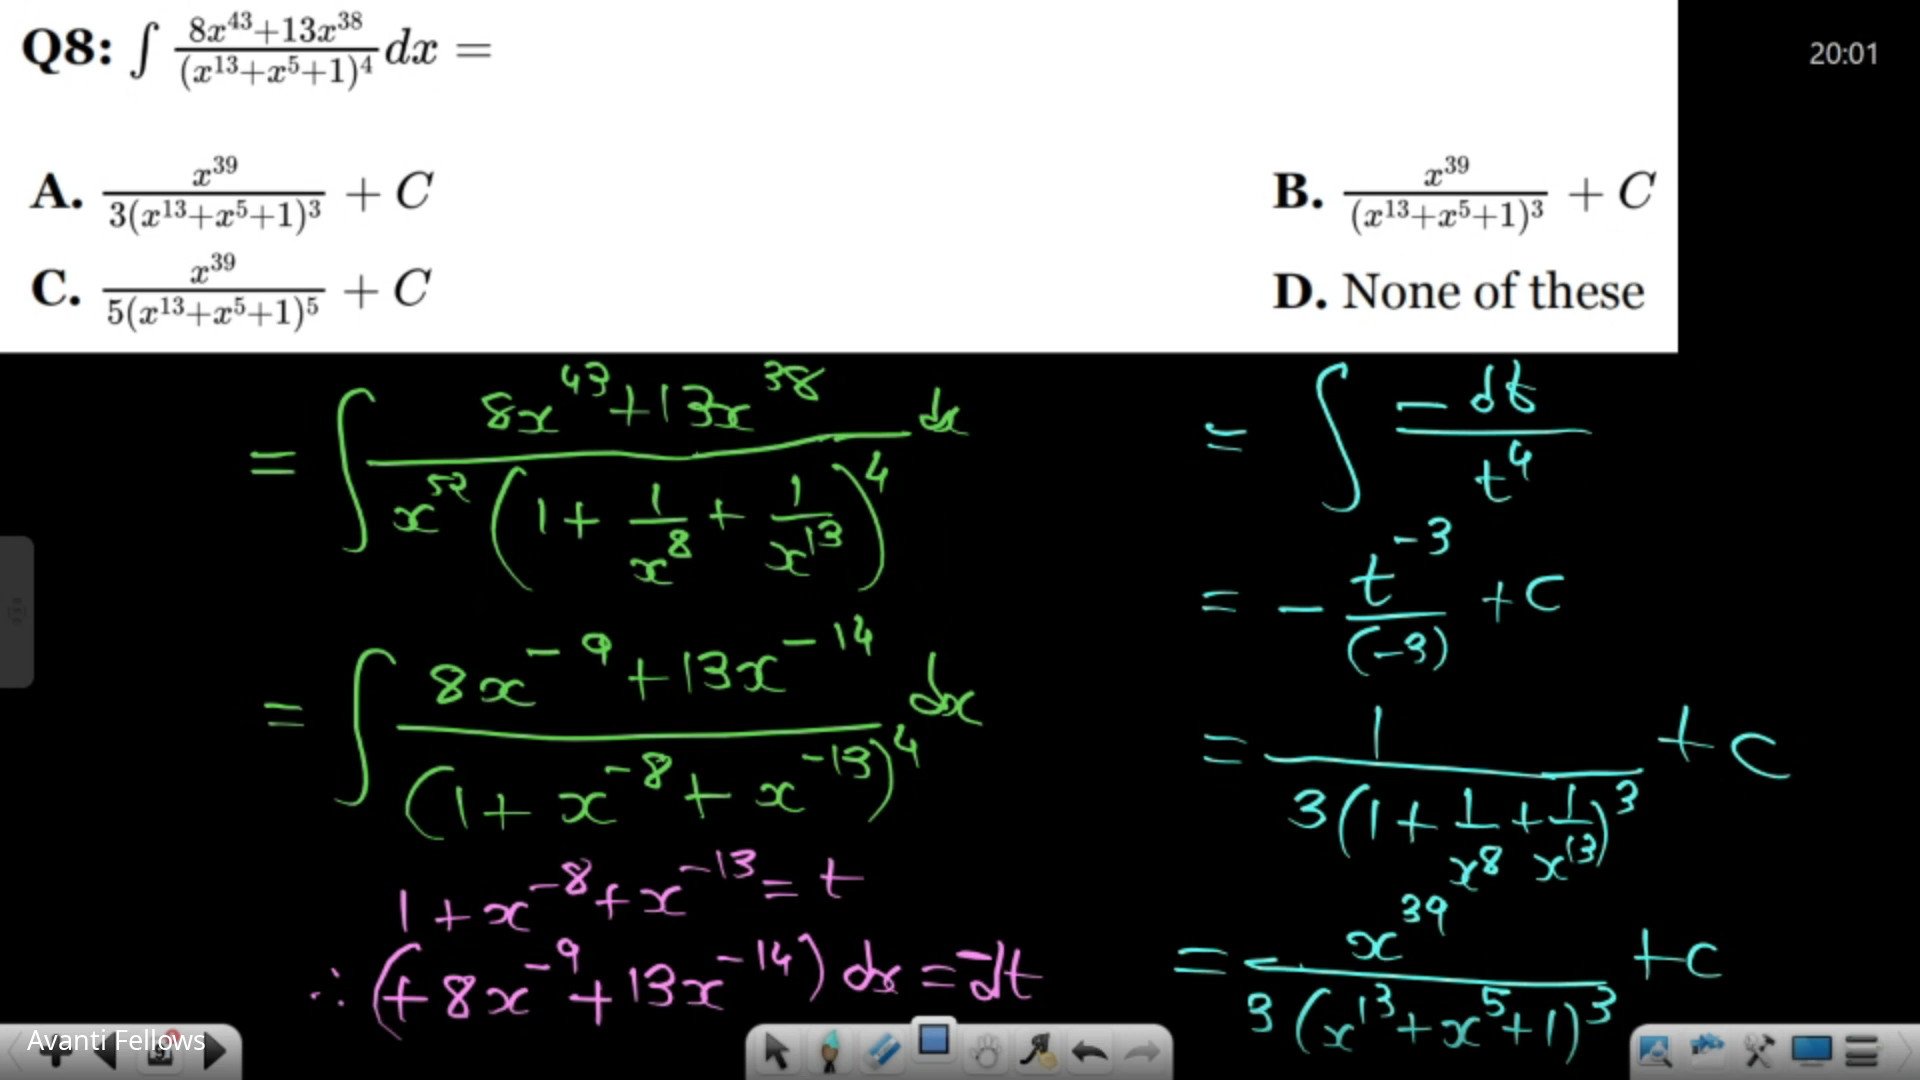 Q8: ∫ (8x^43+13x^38)/((x^13+x^5+1)^4) dx =
20:01
A. x^39/(3(x^13+x^5+1)^3) + C
B. x^39/((x^13+x^5+1)^3) + C
C. x^39/(5(x^13+x^5+1)^5) + C
D. None of these
= ∫ (8x^43+13x^38)/(x^52(1+1/x^8+1/x^13)^4) dx
= ∫ (8x^-9+13x^-14)/((1+x^-8+x^-13)^4) dx
1+x^-8+x^-13=t
∴ (+8x^-9+13x^-14)dx=-dt
= ∫ -dt/t^4
= - t^-3/(-3) +c
= 1/(3(1+1/x^8+1/x^13)^3) +c
= x^39/(3(x^13+x^5+1)^3) +c
Avanti Fellows